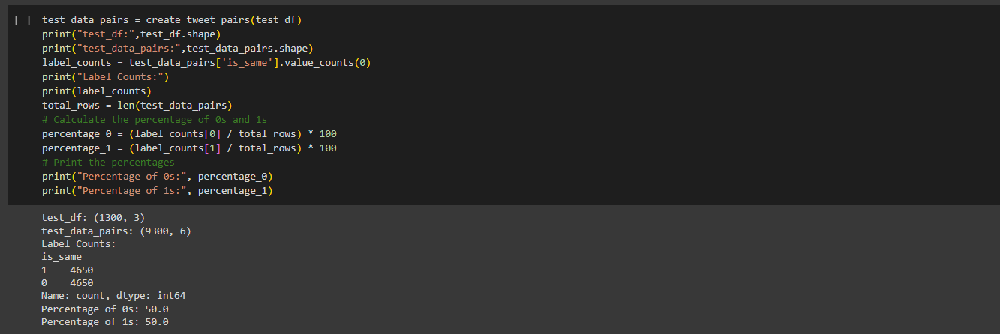 [ ] test_data_pairs = create_tweet_pairs(test_df)
print("test_df:",test_df.shape)
print("test_data_pairs:",test_data_pairs.shape)
label_counts = test_data_pairs['is_same'].value_counts(0)
print("Label Counts:")
print(label_counts)
total_rows = len(test_data_pairs)
# Calculate the percentage of 0s and 1s
percentage_0 = (label_counts[0] / total_rows) * 100
percentage_1 = (label_counts[1] / total_rows) * 100
# Print the percentages
print("Percentage of 0s:", percentage_0)
print("Percentage of 1s:", percentage_1)
test_df: (1300, 3)
test_data_pairs: (9300, 6)
Label Counts:
is_same
1    4650
0    4650
Name: count, dtype: int64
Percentage of 0s: 50.0
Percentage of 1s: 50.0